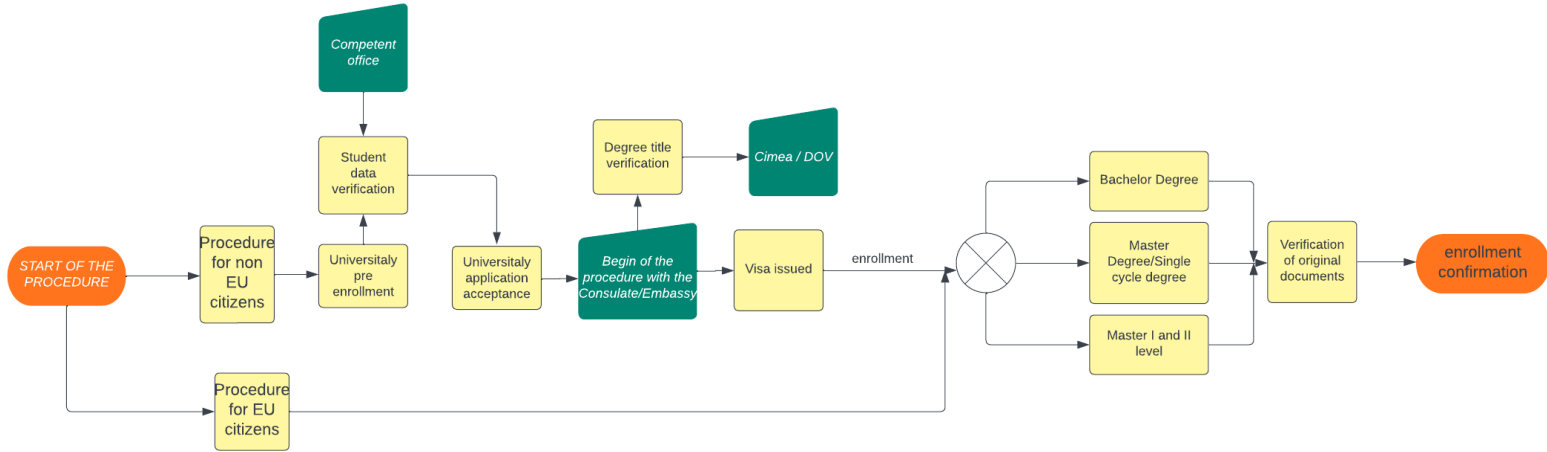 Competent
office
Student
data
verification
Degree title
verification
Cimea / DOV
START OF THE
PROCEDURE
Procedure
for non
EU
citizens
Universitaly
pre
enrollment
Universitaly
application
acceptance
Begin of the
procedure with the
Consulate/Embassy
Visa issued
enrollment
Bachelor Degree
Master
Degree/Single
cycle degree
Master I and II
level
Verification
of original
documents
enrollment
confirmation
Procedure
for EU
citizens